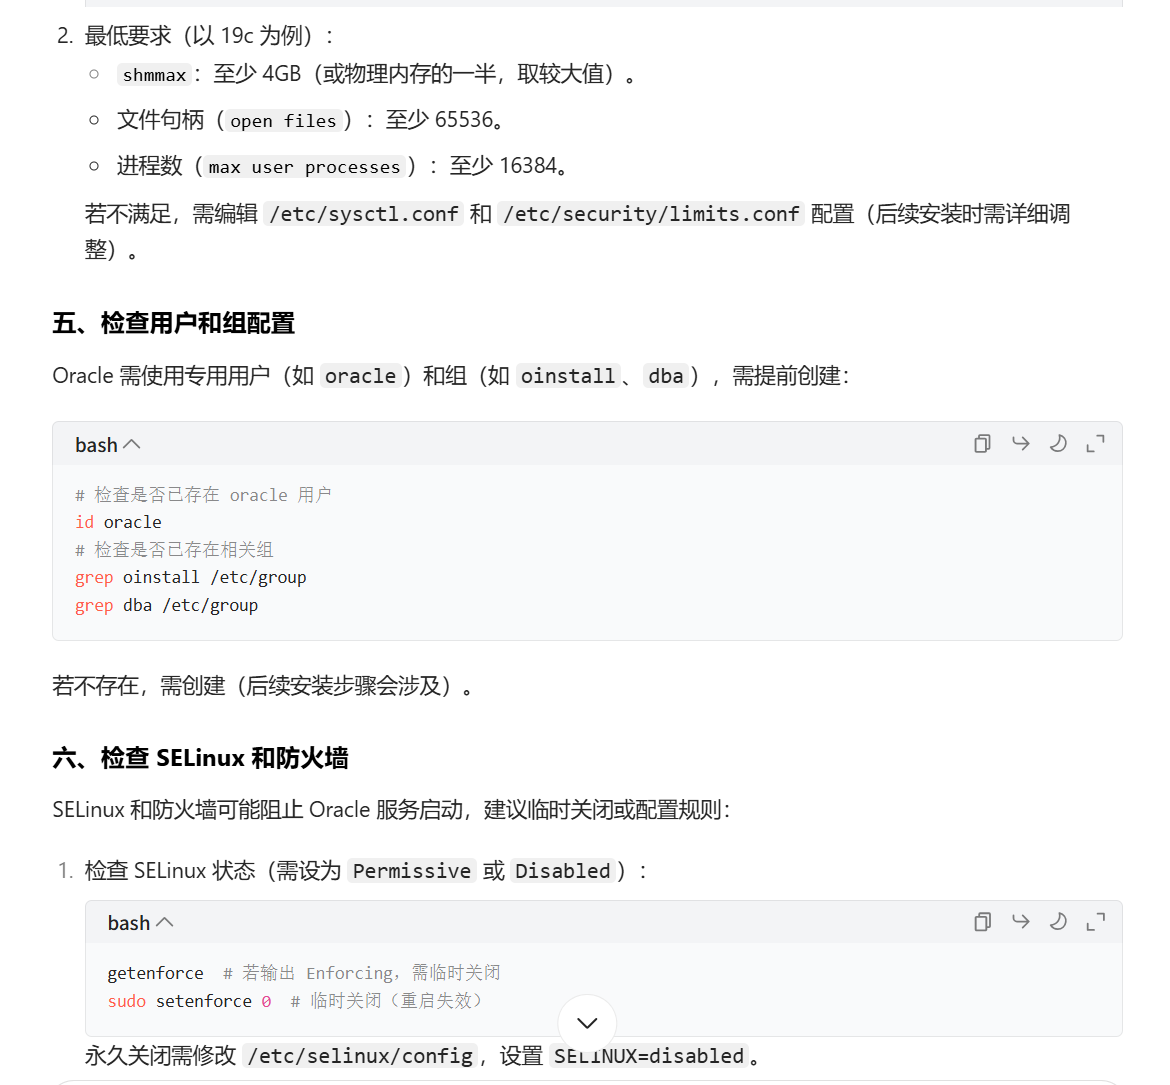 2. 最低要求（以 19c 为例）：
shmmax：至少 4GB（或物理内存的一半，取较大值）。
文件句柄（open files）：至少 65536。
进程数（max user processes）：至少 16384。
若不满足，需编辑 /etc/sysctl.conf 和 /etc/security/limits.conf 配置（后续安装时需详细调
整）。
五、检查用户和组配置
Oracle 需使用专用用户（如 oracle）和组（如 oinstall、dba），需提前创建：
bash
# 检查是否已存在 oracle 用户
id oracle
# 检查是否已存在相关组
grep oinstall /etc/group
grep dba /etc/group
若不存在，需创建（后续安装步骤会涉及）。
六、检查 SELinux 和防火墙
SELinux 和防火墙可能阻止 Oracle 服务启动，建议临时关闭或配置规则：
1. 检查 SELinux 状态（需设为 Permissive 或 Disabled）：
bash
getenforce  # 若输出 Enforcing，需临时关闭
sudo setenforce 0  # 临时关闭（重启失效）
永久关闭需修改 /etc/selinux/config，设置 SELINUX=disabled。